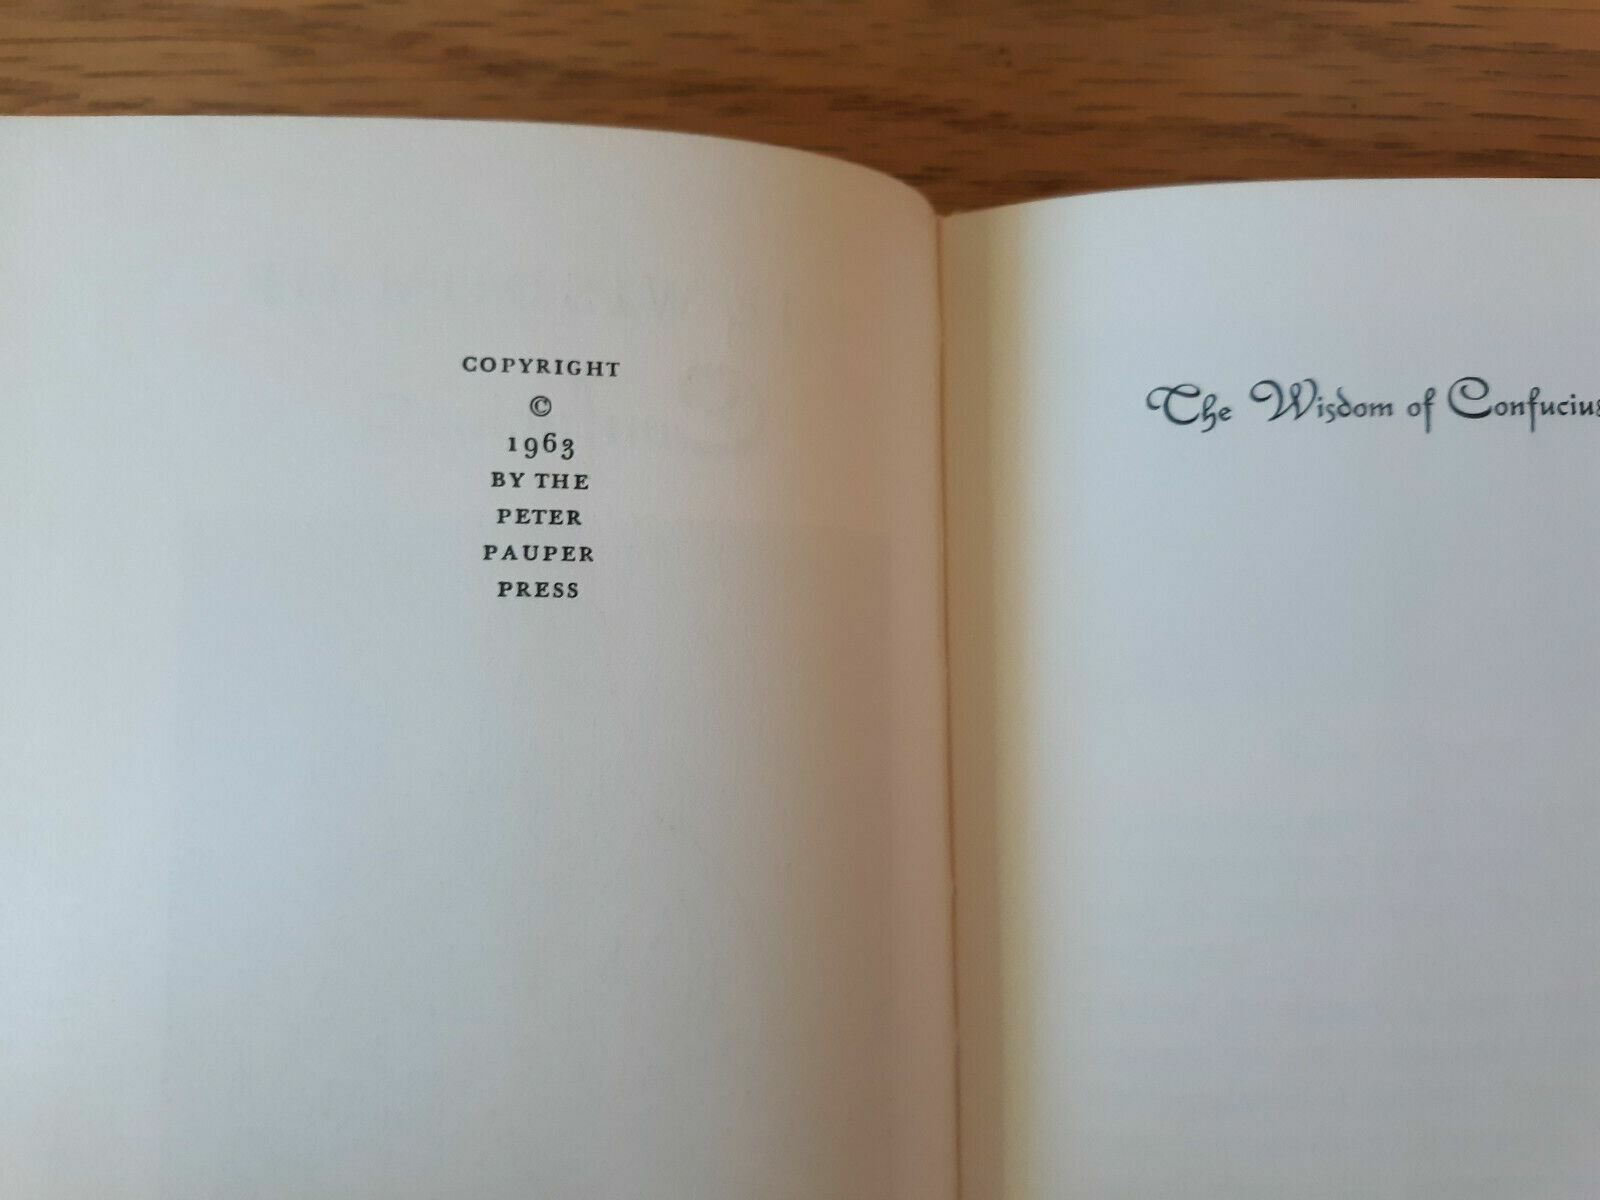 COPYRIGHT
©
1963
BY THE
PETER
PAUPER
PRESS
The Wisdom of Confucius